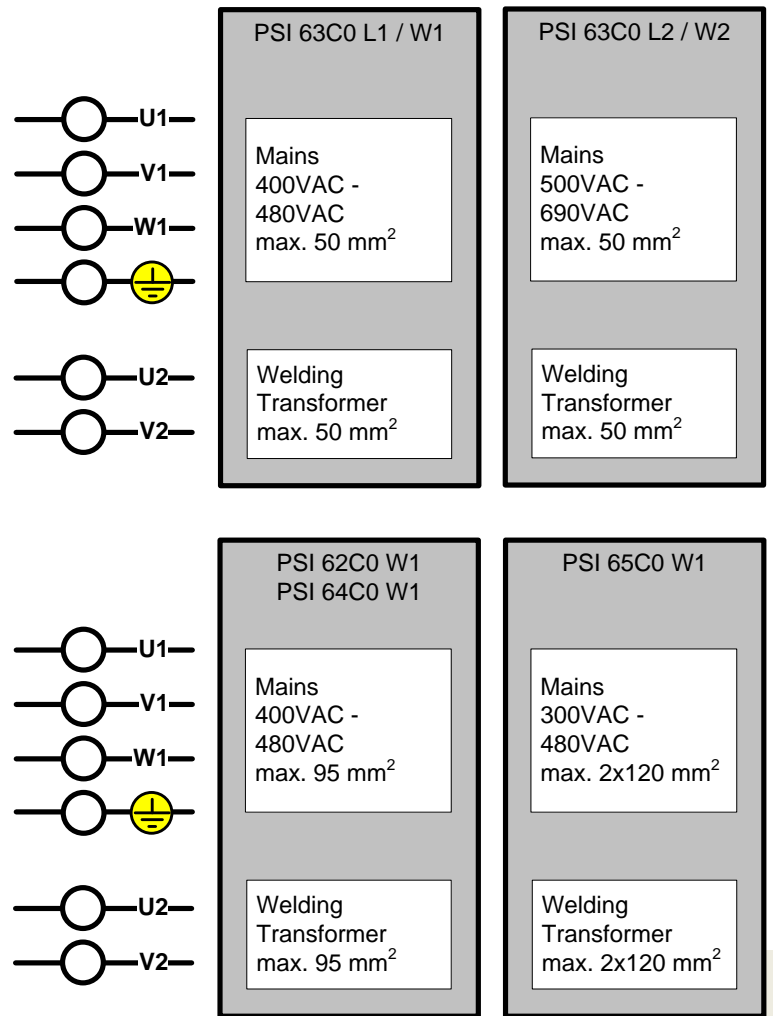 PSI 63C0 L1 / W1
PSI 63C0 L2 / W2
U1
V1
W1
Mains
400VAC -
480VAC
max. 50 mm²
Mains
500VAC -
690VAC
max. 50 mm²
U2
V2
Welding
Transformer
max. 50 mm²
Welding
Transformer
max. 50 mm²
PSI 62C0 W1
PSI 64C0 W1
PSI 65C0 W1
U1
V1
W1
Mains
400VAC -
480VAC
max. 95 mm²
Mains
300VAC -
480VAC
max. 2x120 mm²
U2
V2
Welding
Transformer
max. 95 mm²
Welding
Transformer
max. 2x120 mm²